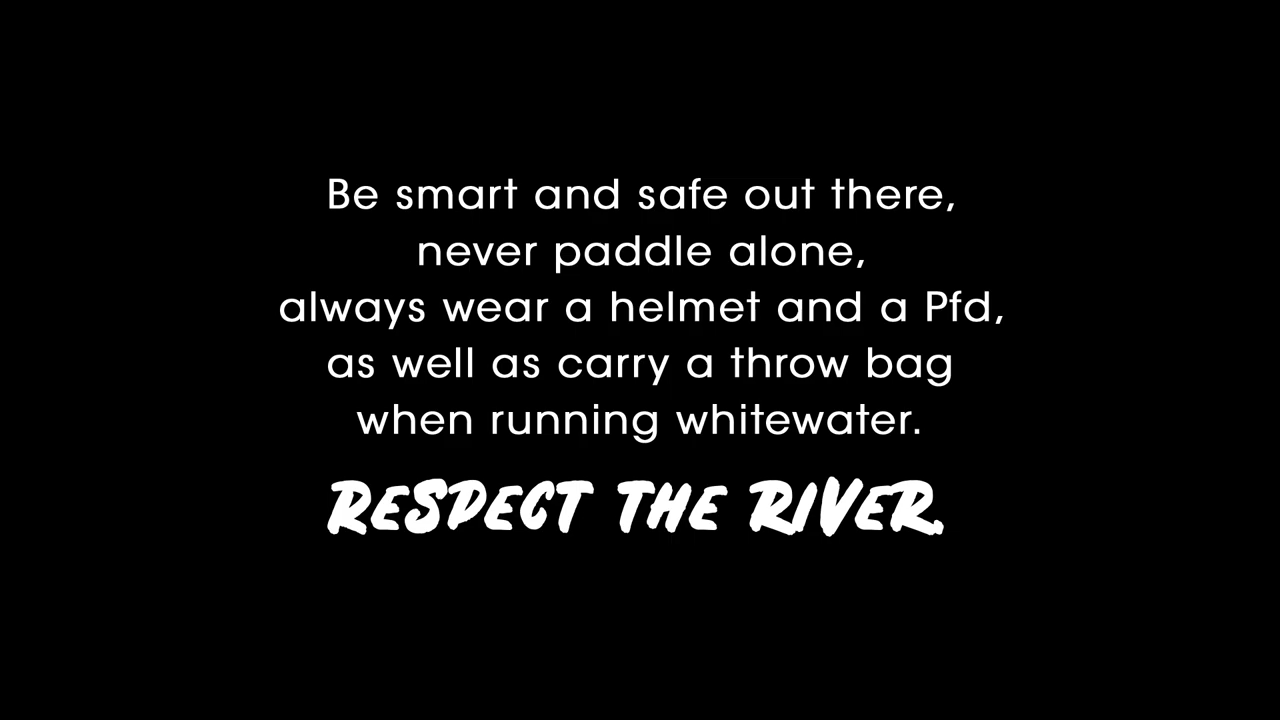 Be smart and safe out there,
never paddle alone,
always wear a helmet and a Pfd,
as well as carry a throw bag
when running whitewater.
RESPECT THE RIVER.